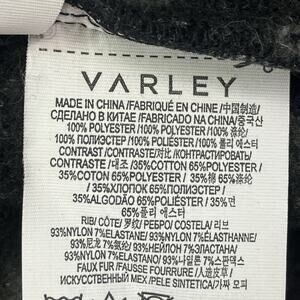 VARLEY
MADE IN CHINA/FABRIQUÉ EN CHINE/中国制造/
СДЕЛАНО В КИТАЕ/FABRICADO NA CHINA/중국산
100% POLYESTER/100% POLYESTER/100% 涤纶/
100% ПОЛИЭСТЕР/100% POLIÉSTER/100% 폴리 에스터
CONTRAST/CONTRASTE/对比/КОНТРАСТИРОВАТЬ/
CONTRASTE/대조/35%COTTON 65% POLYESTER/
35%COTON 65%POLYESTER/35%棉 65%涤纶/
35%ХЛОПОК 65%ПОЛИЭСТЕР/
35%ALGODÃO 65%POLIÉSTER/35%면
65%폴리 에스터
RIB/CÔTE/罗纹/РЕБРО/COSTELA/리브
93%NYLON 7%ELASTANE/93%NYLON 7%ÉLASTHANNE/
93%尼龙 7%氨纶/93%НЕЙЛОН 7%ЭЛАСТАНА/
93%NYLON 7%ELASTANO/93%나일론 7%스판덱스
FAUX FUR/FAUSSE FOURRURE/人造皮草/
ИСКУССТВЕННЫЙ МЕХ/PELE SINTETICA/가짜 모피